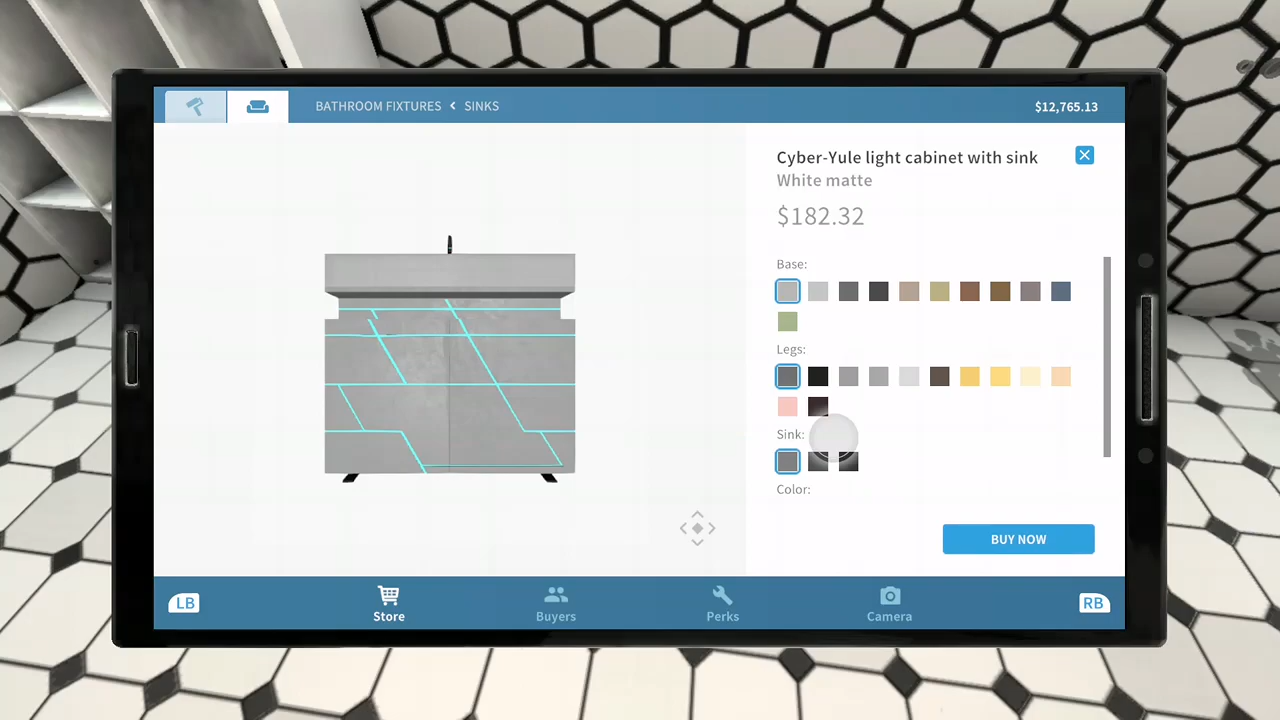 BATHROOM FIXTURES < SINKS
$12,765.13
Cyber-Yule light cabinet with sink
White matte
$182.32
Base:
Legs:
Sink:
Color:
BUY NOW
LB
Store
Buyers
Perks
Camera
RB